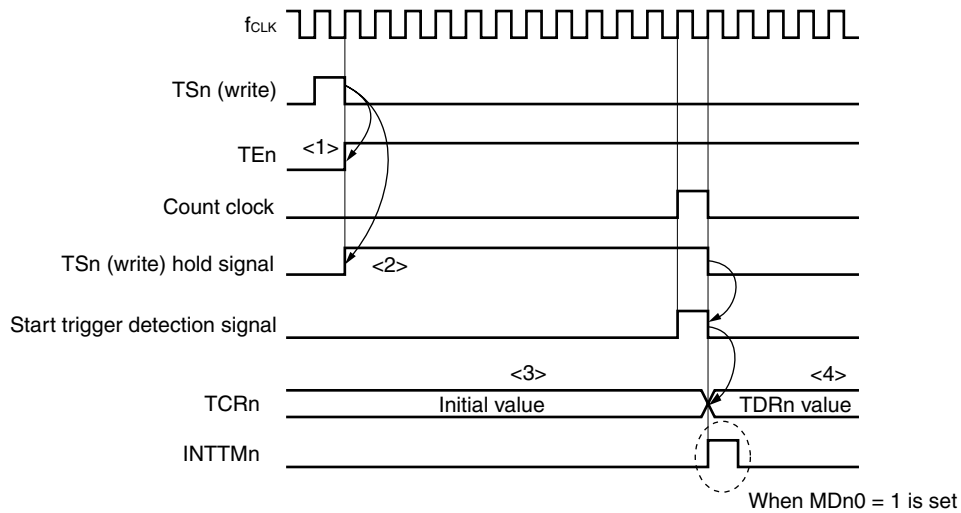 fCLK
TSn (write)
<1>
TEn
Count clock
TSn (write) hold signal
<2>
Start trigger detection signal
<3>
<4>
TCRn
Initial value
TDRn value
INTTMn
When MDn0 = 1 is set